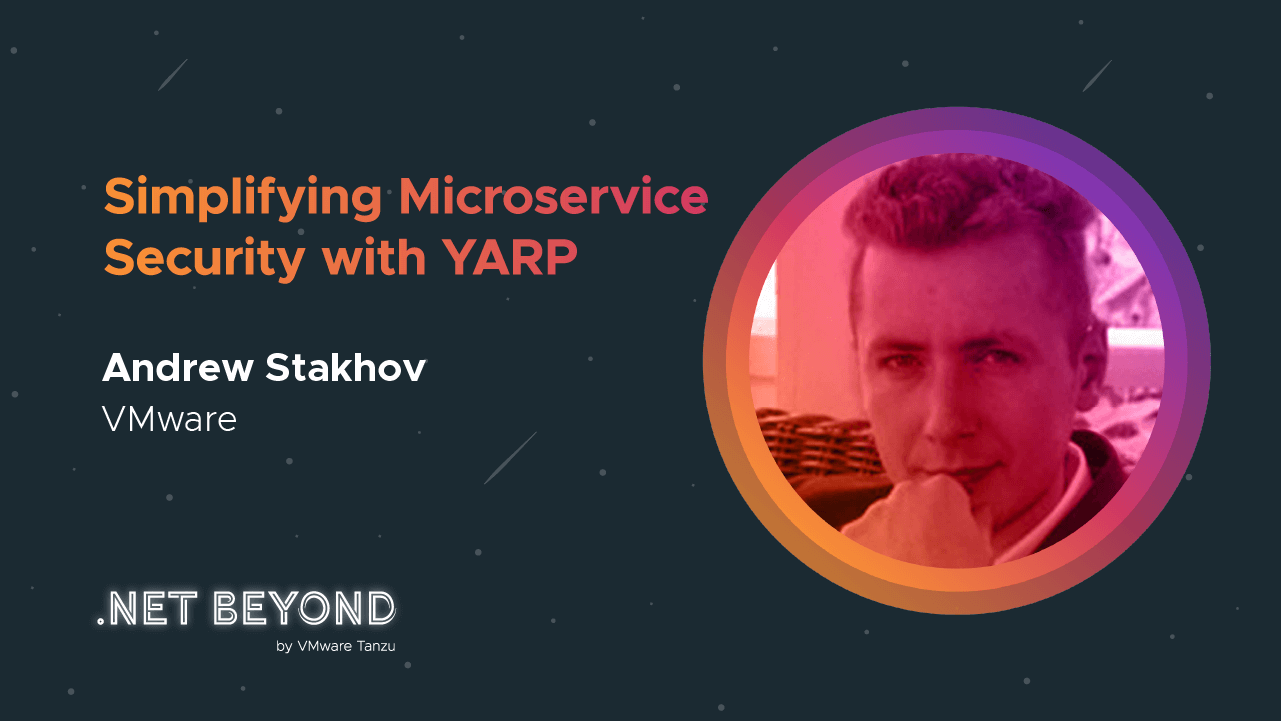 Simplifying Microservice
Security with YARP
Andrew Stakhov
VMware
.NET BEYOND
by VMware Tanzu